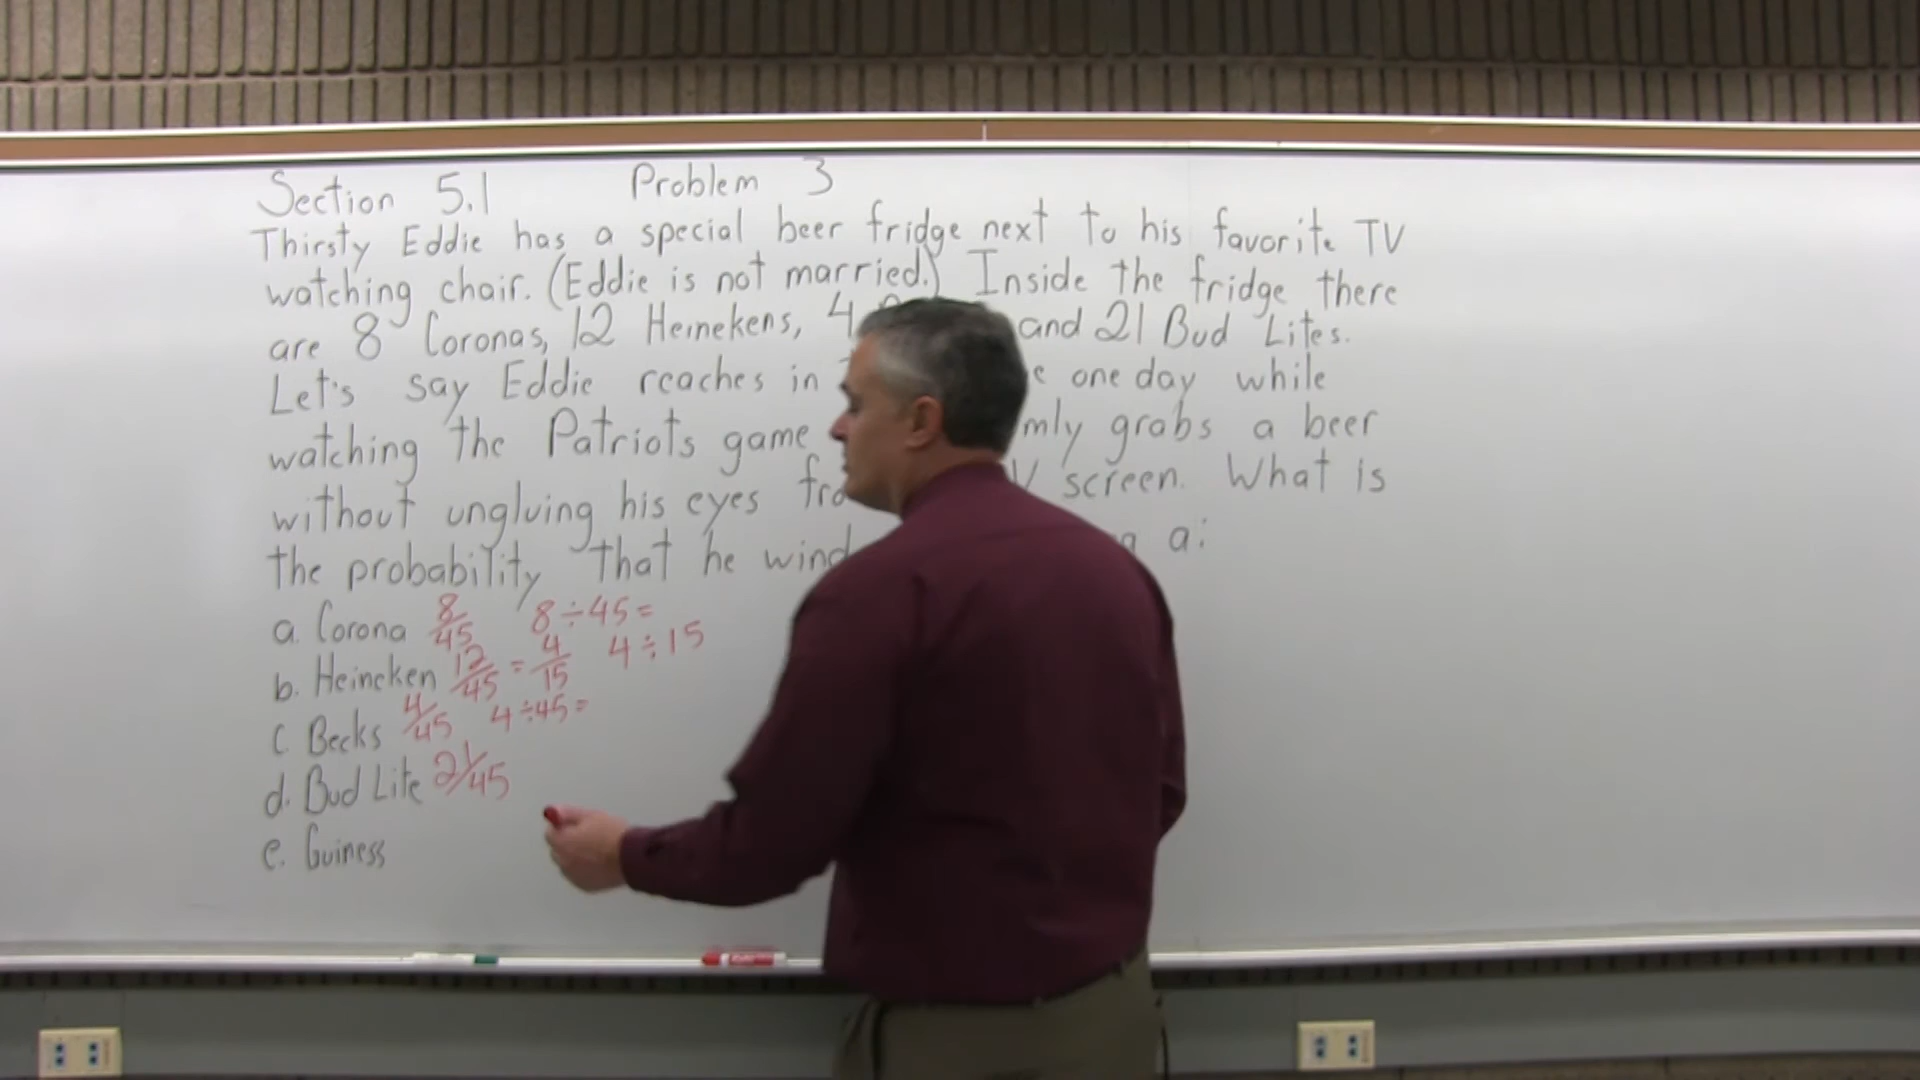 Section 5.1 Problem 3
Thirsty Eddie has a special beer fridge next to his favorite TV
watching chair. (Eddie is not married.) Inside the fridge there
are 8 Coronas, 12 Heinekens, 4 and 21 Bud Lites.
Let's say Eddie reaches in one day while
watching the Patriots game mly grabs a beer
without ungluing his eyes fro screen. What is
the probability that he wind a:
a. Corona 8/45 8÷45=
b. Heineken 12/45 = 4/15 4÷15
c. Becks 4/45 4÷45=
d. Bud Lite 21/45
e. Guiness